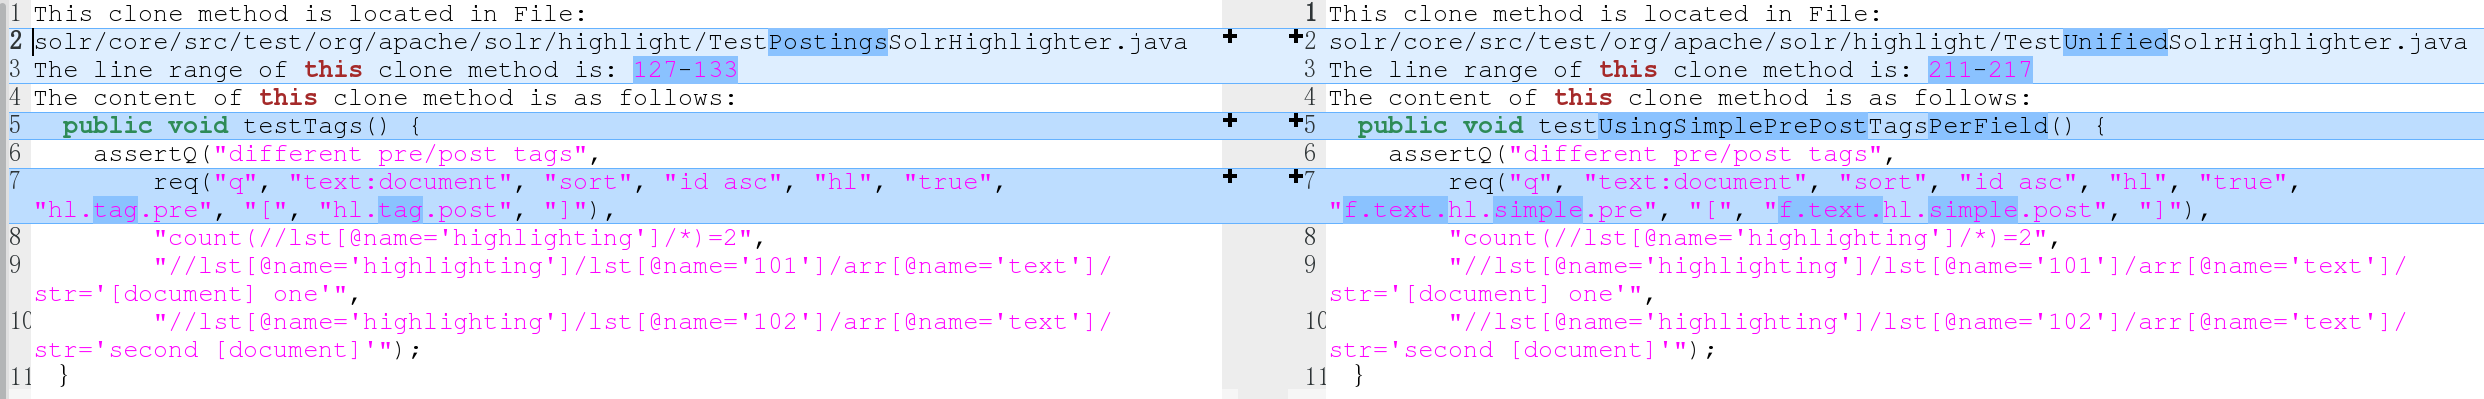 1 This clone method is located in File:
2 solr/core/src/test/org/apache/solr/highlight/TestPostingsSolrHighlighter.java
3 The line range of this clone method is: 127-133
4 The content of this clone method is as follows:
5   public void testTags() {
6     assertQ("different pre/post tags",
7         req("q", "text:document", "sort", "id asc", "hl", "true",
"hl.tag.pre", "[", "hl.tag.post", "]"),
8         "count(//lst[@name='highlighting']/*)=2",
9         "//lst[@name='highlighting']/lst[@name='101']/arr[@name='text']/
str='[document] one'",
10         "//lst[@name='highlighting']/lst[@name='102']/arr[@name='text']/
str='second [document]'");
11   }
1 This clone method is located in File:
2 solr/core/src/test/org/apache/solr/highlight/TestUnifiedSolrHighlighter.java
3 The line range of this clone method is: 211-217
4 The content of this clone method is as follows:
5   public void testUsingSimplePrePostTagsPerField() {
6     assertQ("different pre/post tags",
7         req("q", "text:document", "sort", "id asc", "hl", "true",
"f.text.hl.simple.pre", "[", "f.text.hl.simple.post", "]"),
8         "count(//lst[@name='highlighting']/*)=2",
9         "//lst[@name='highlighting']/lst[@name='101']/arr[@name='text']/
str='[document] one'",
10         "//lst[@name='highlighting']/lst[@name='102']/arr[@name='text']/
str='second [document]'");
11   }